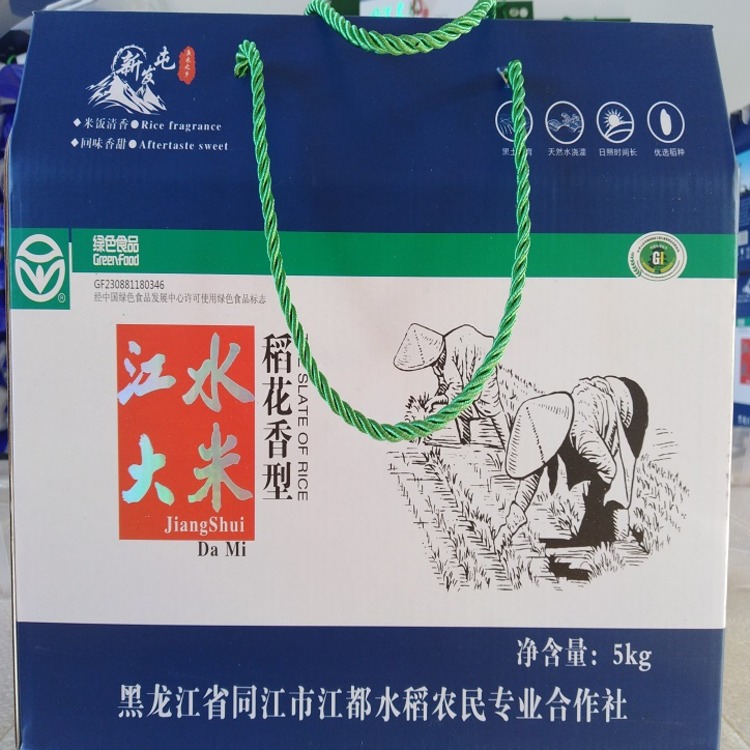 新发屯
◆米饭清香●Rice fragrance
◆回味香甜●Aftertaste sweet
天然水浇灌
日照时间长
优选稻种
绿色食品
GreenFood
GF230881180346
经中国绿色食品发展中心许可使用绿色食品标志
GI
江水
大米
JiangShui
Da Mi
稻花香型
SLATE OF RICE
净含量：5kg
黑龙江省同江市江都水稻农民专业合作社